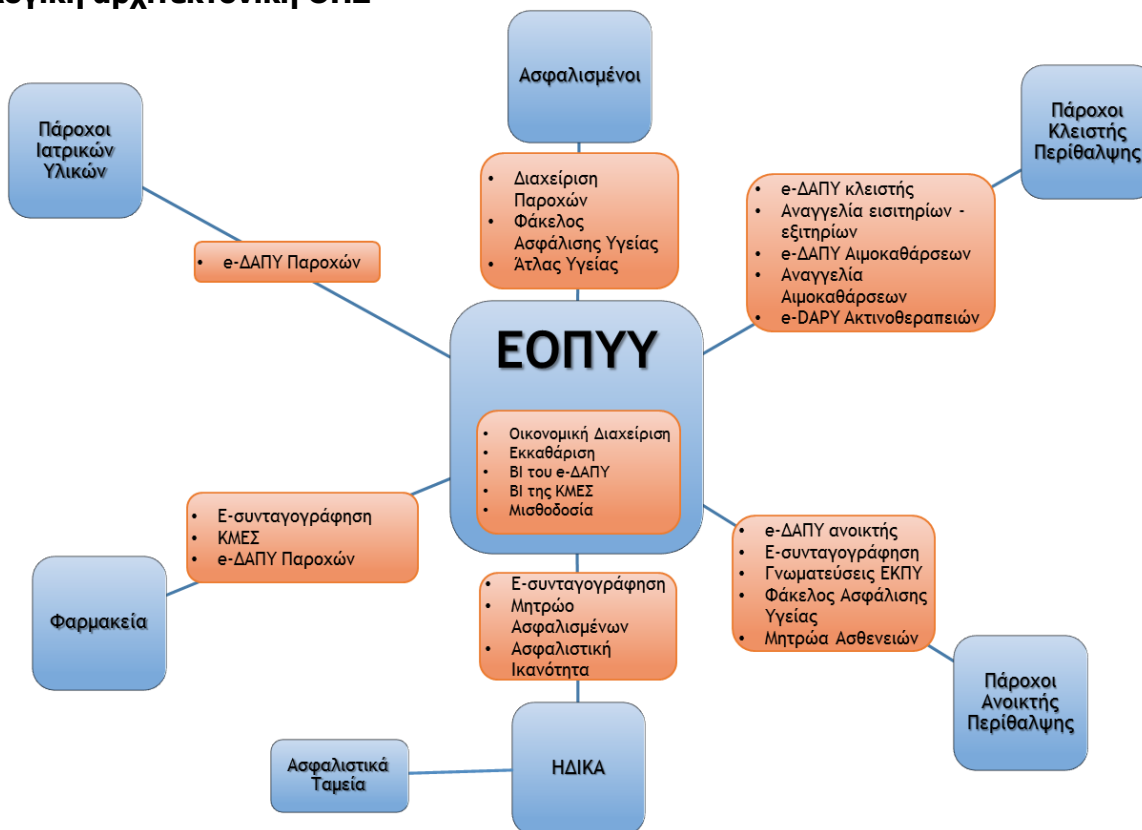 Ασφαλισμένοι
Πάροχοι
Ιατρικών
Υλικών
Πάροχοι
Κλειστής
Περίθαλψης
• Διαχείριση
Παροχών
• Φάκελος
Ασφάλισης Υγείας
• Άτλας Υγείας
• e-ΔΑΠΥ κλειστής
• Αναγγελία εισιτηρίων -
εξιτηρίων
• e-ΔΑΠΥ Αιμοκαθάρσεων
• Αναγγελία
Αιμοκαθάρσεων
• e-DAPY Ακτινοθεραπειών
• e-ΔΑΠΥ Παροχών
ΕΟΠΥΥ
• Οικονομική Διαχείριση
• Εκκαθάριση
• BI του e-ΔΑΠΥ
• BI της ΚΜΕΣ
• Μισθοδοσία
• Ε-συνταγογράφηση
• ΚΜΕΣ
• e-ΔΑΠΥ Παροχών
• e-ΔΑΠΥ ανοικτής
• Ε-συνταγογράφηση
• Γνωματεύσεις ΕΚΠΥ
• Φάκελος Ασφάλισης
Υγείας
• Μητρώα Ασθενειών
• Ε-συνταγογράφηση
• Μητρώο
Ασφαλισμένων
• Ασφαλιστική
Ικανότητα
Φαρμακεία
Πάροχοι
Ανοικτής
Περίθαλψης
Ασφαλιστικά
Ταμεία
ΗΔΙΚΑ